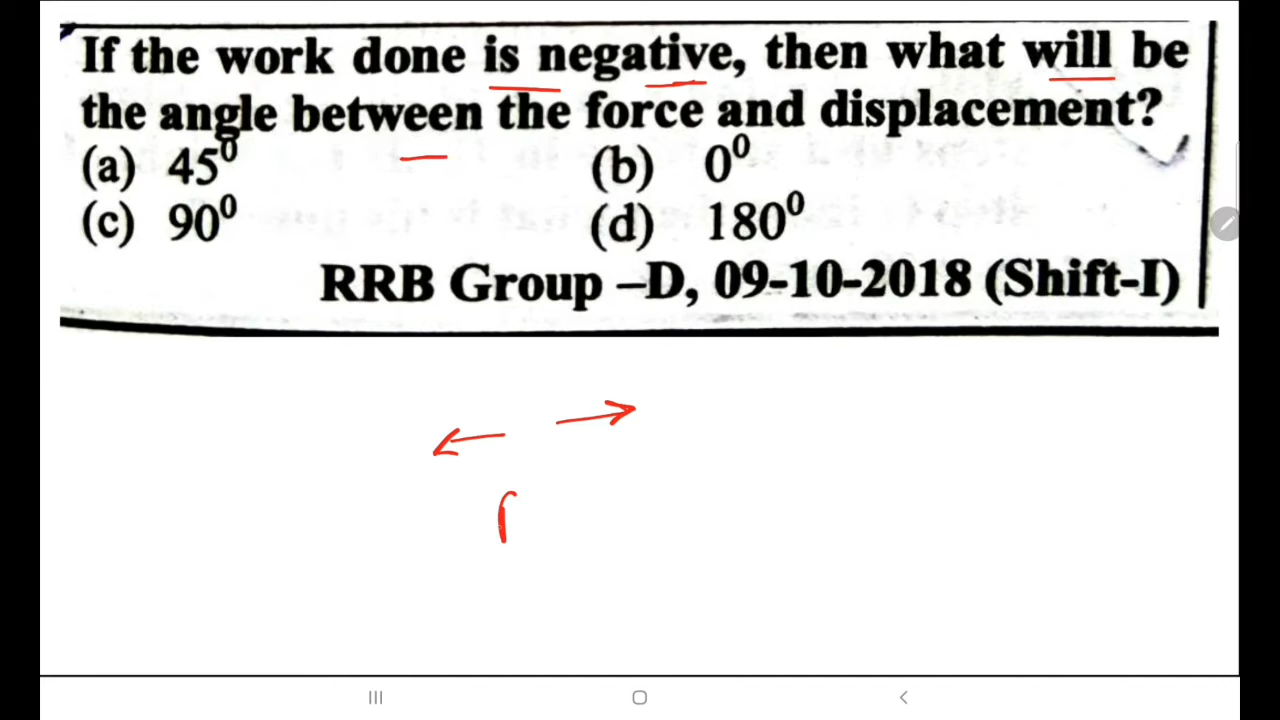 If the work done is negative, then what will be
the angle between the force and displacement?
(a) 45⁰ (b) 0⁰
(c) 90⁰ (d) 180⁰
RRB Group –D, 09-10-2018 (Shift-I)